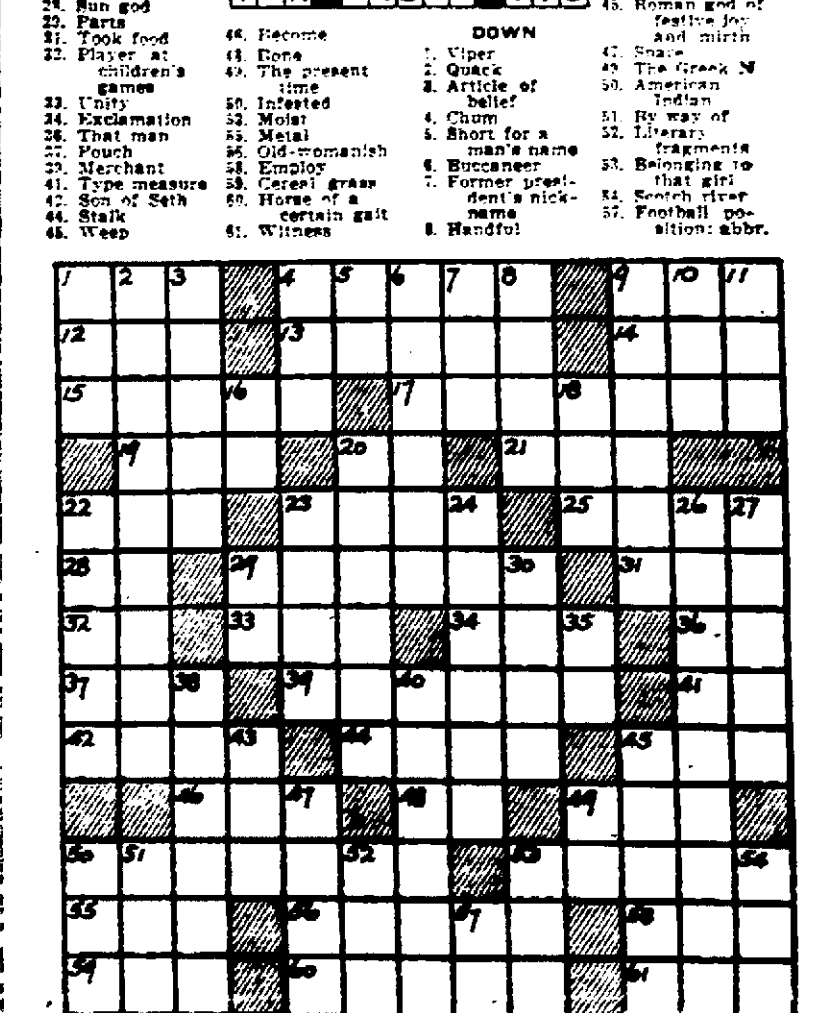 28. Sun god
29. Parts
31. Took food
32. Player at
children's
games
33. Unity
34. Exclamation
36. That man
37. Pouch
39. Merchant
41. Type measure
42. Son of Seth
44. Stalk
45. Weep
46. Become
48. Done
49. The present
time
50. Infested
53. Moist
55. Metal
56. Old-womanish
58. Employ
59. Cereal grass
60. Horse of a
certain gait
61. Witness
DOWN
1. Viper
2. Quack
3. Article of
belief
4. Chum
5. Short for a
man's name
6. Buccaneer
7. Former presi-
dent's nick-
name
8. Handful
45. Roman god of
festive joy
and mirth
47. Snare
49. The Greek N
50. American
Indian
51. By way of
52. Literary
fragments
53. Belonging to
that girl
54. Scotch river
57. Football po-
sition: abbr.
1 2 3 4 5 6 7 8 9 10 11
12 13 14
15 16 17 18
19 20 21
22 23 24 25 26 27
28 29 30 31
32 33 34 35 36
37 38 39 40 41
42 43 44 45
46 47 48 49
50 51 52 53 54
55 56 57 58
59 60 61